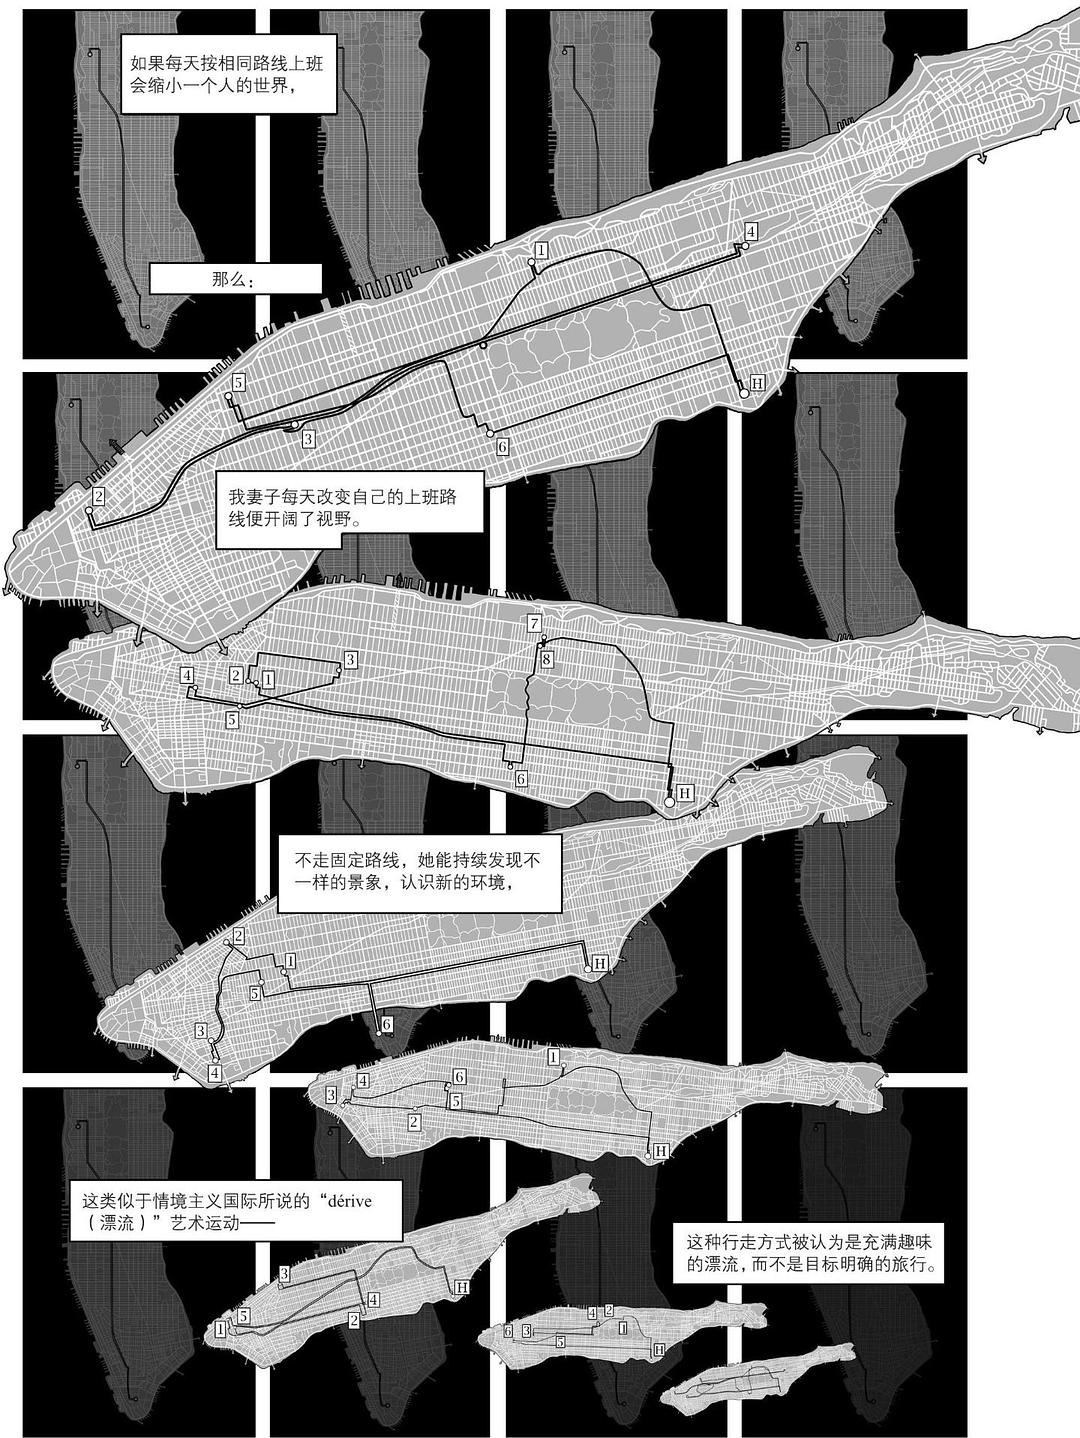 如果每天按相同路线上班
会缩小一个人的世界，
那么：
1
4
5
H
3
6
2
我妻子每天改变自己的上班路
线便开阔了视野。
7
8
3
4
2
1
5
6
H
不走固定路线，她能持续发现不
一样的景象，认识新的环境，
2
1
H
5
3
6
4
1
4
6
3
5
2
H
这类似于情境主义国际所说的“dérive
（漂流）”艺术运动——
这种行走方式被认为是充满趣味
的漂流，而不是目标明确的旅行。
3
H
4
5
2
1
4
2
6
3
1
5
H